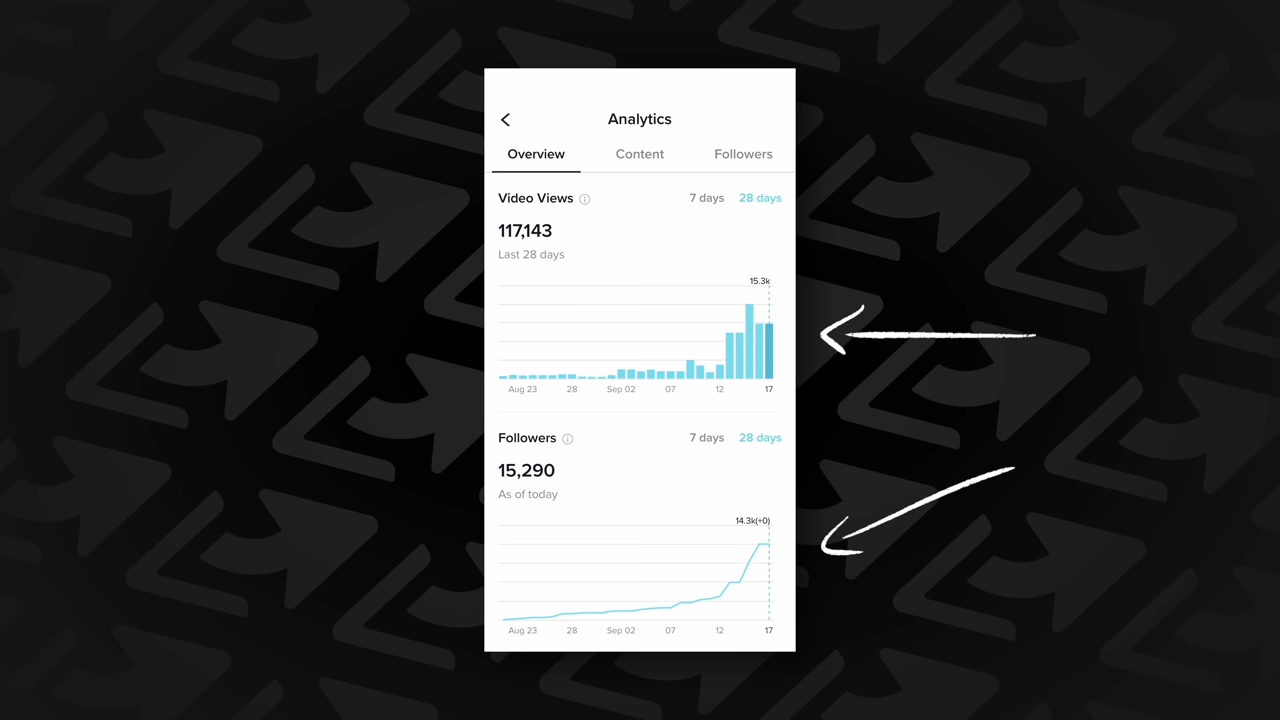 Analytics
Overview Content Followers
Video Views 7 days 28 days
117,143
Last 28 days
15.3k
Aug 23 28 Sep 02 07 12 17
Followers 7 days 28 days
15,290
As of today
14.3k(+0)
Aug 23 28 Sep 02 07 12 17